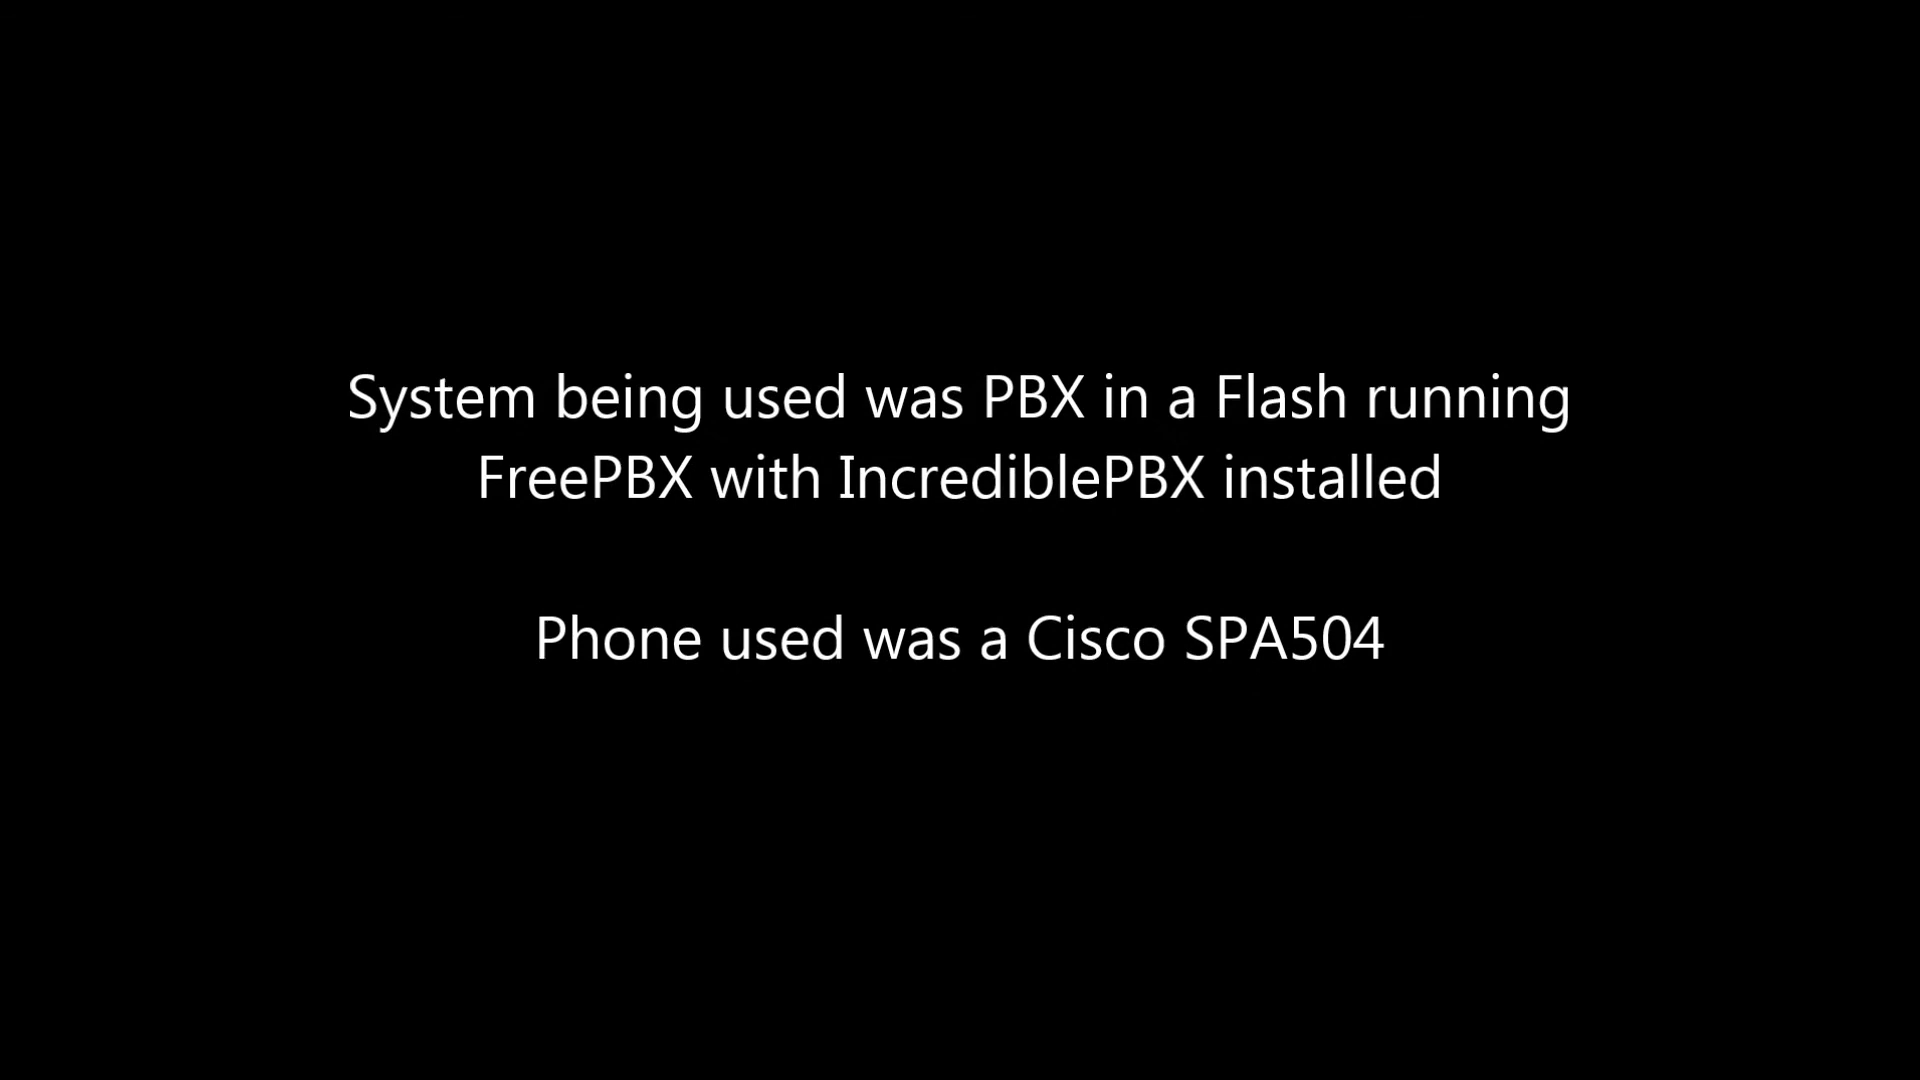 System being used was PBX in a Flash running
FreePBX with IncrediblePBX installed
Phone used was a Cisco SPA504